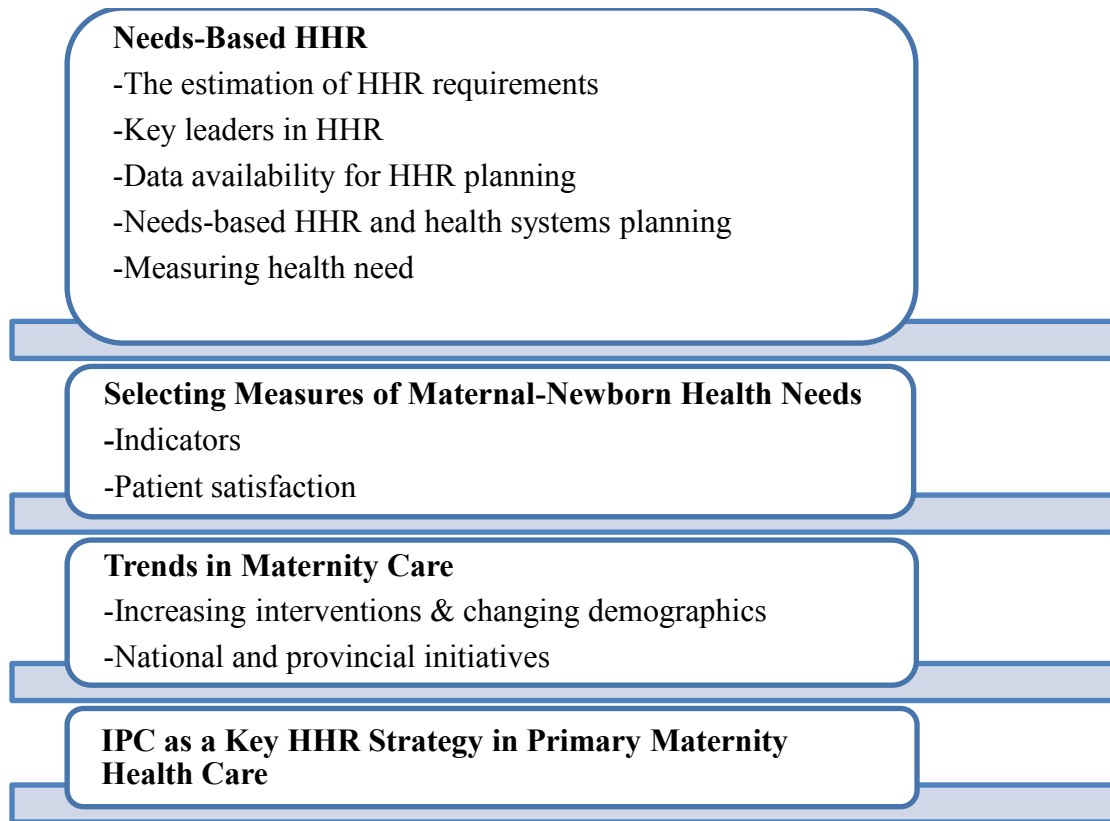 Needs-Based HHR
-The estimation of HHR requirements
-Key leaders in HHR
-Data availability for HHR planning
-Needs-based HHR and health systems planning
-Measuring health need
Selecting Measures of Maternal-Newborn Health Needs
-Indicators
-Patient satisfaction
Trends in Maternity Care
-Increasing interventions & changing demographics
-National and provincial initiatives
IPC as a Key HHR Strategy in Primary Maternity
Health Care